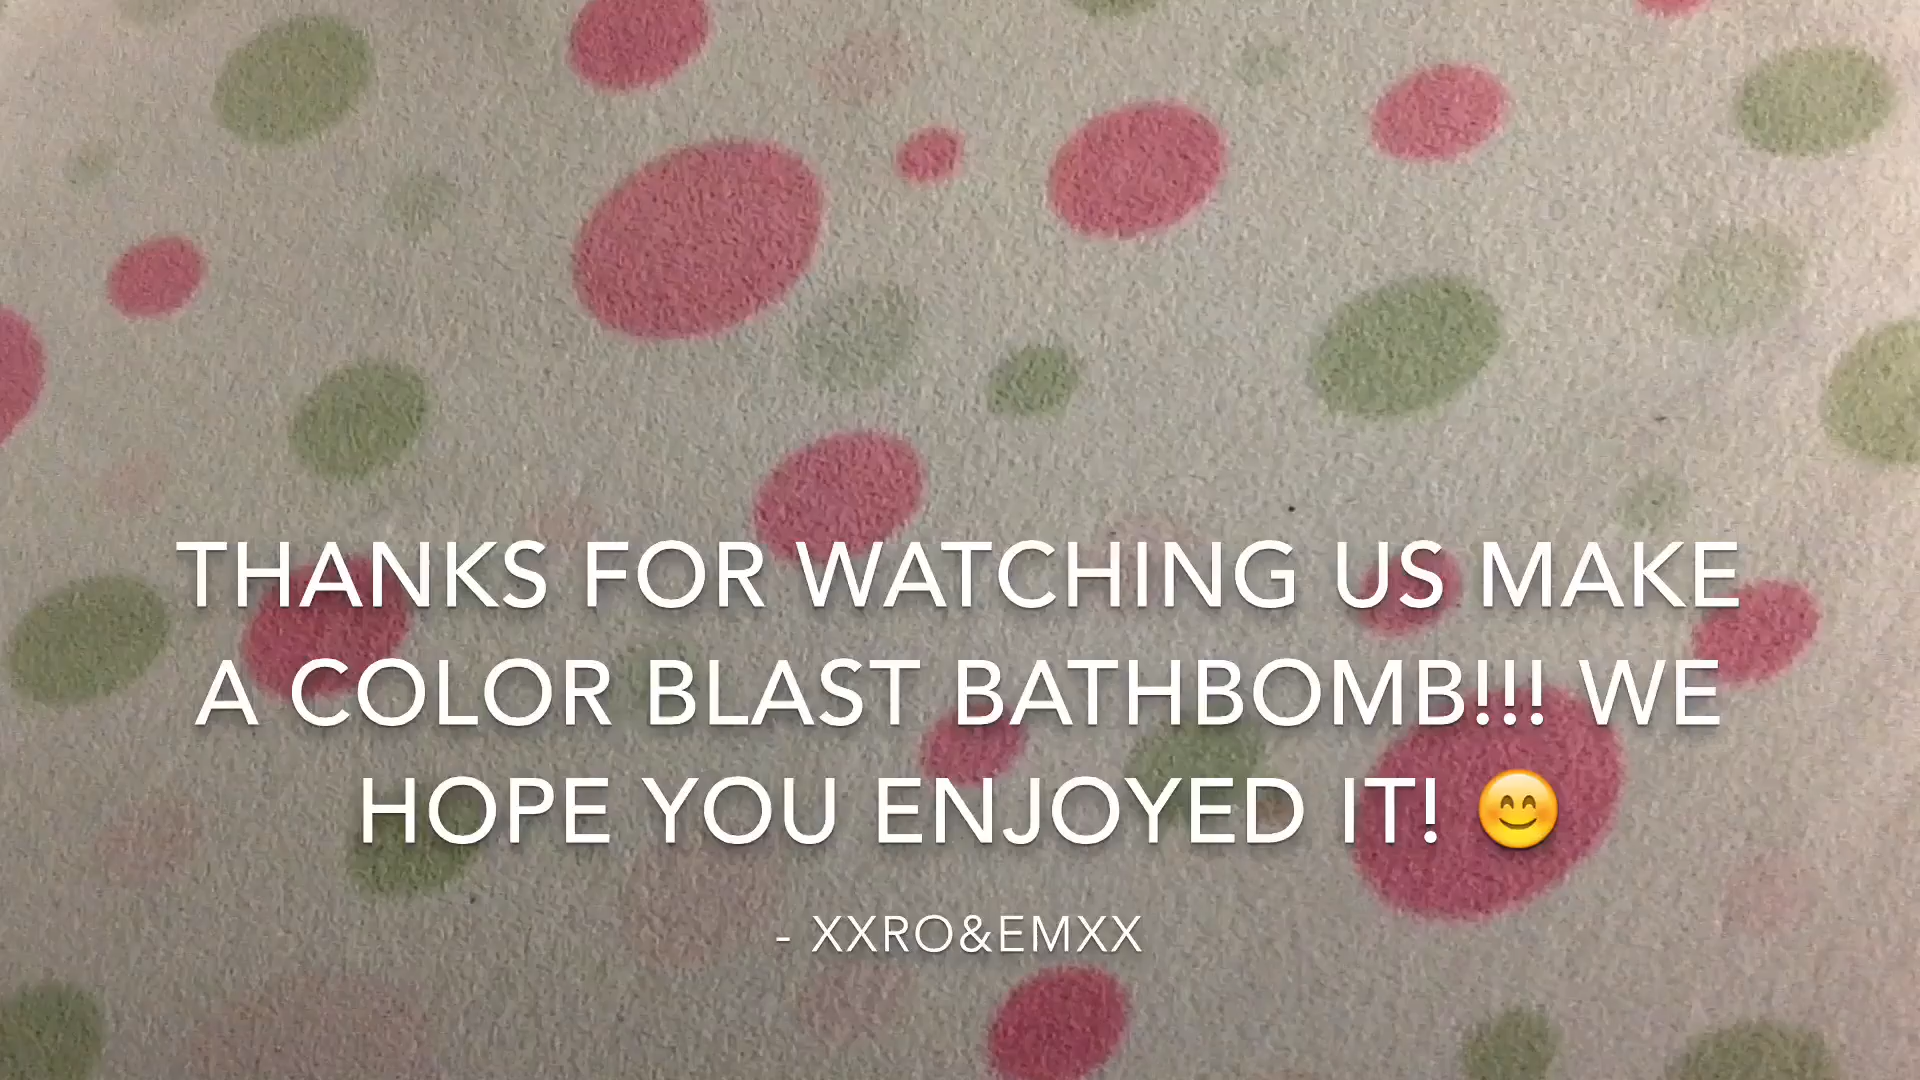 THANKS FOR WATCHING US MAKE
A COLOR BLAST BATHBOMB!!! WE
HOPE YOU ENJOYED IT! 😊
- XXRO&EMXX